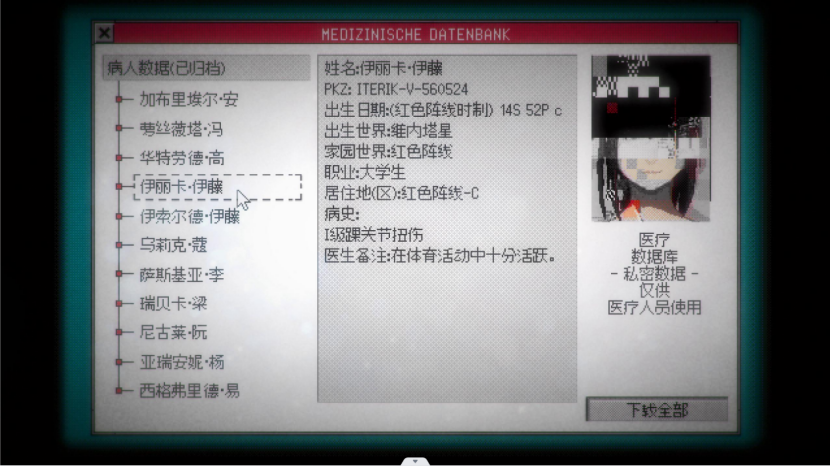 MEDIZINISCHE DATENBANK
病人数据(已归档)
加布里埃尔·安
萝丝薇塔·冯
华特劳德·高
伊丽卡·伊藤
伊索尔德·伊藤
乌莉克·蔻
萨斯基亚·李
瑞贝卡·梁
尼古莱·阮
亚瑞安妮·杨
西格弗里德·易
姓名:伊丽卡·伊藤
PKZ: ITERIK-V-560524
出生日期:(红色阵线时制) 14S 52P c
出生世界:维内塔星
家园世界:红色阵线
职业:大学生
居住地(区):红色阵线-C
病史:
I级踝关节扭伤
医生备注:在体育活动中十分活跃。
医疗
数据库
- 私密数据 -
仅供
医疗人员使用
下载全部